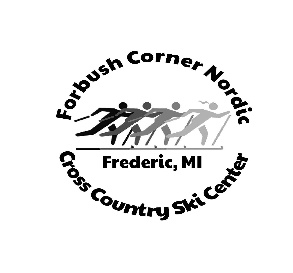 Forbush Corner Nordic
Frederic, MI
Cross Country Ski Center